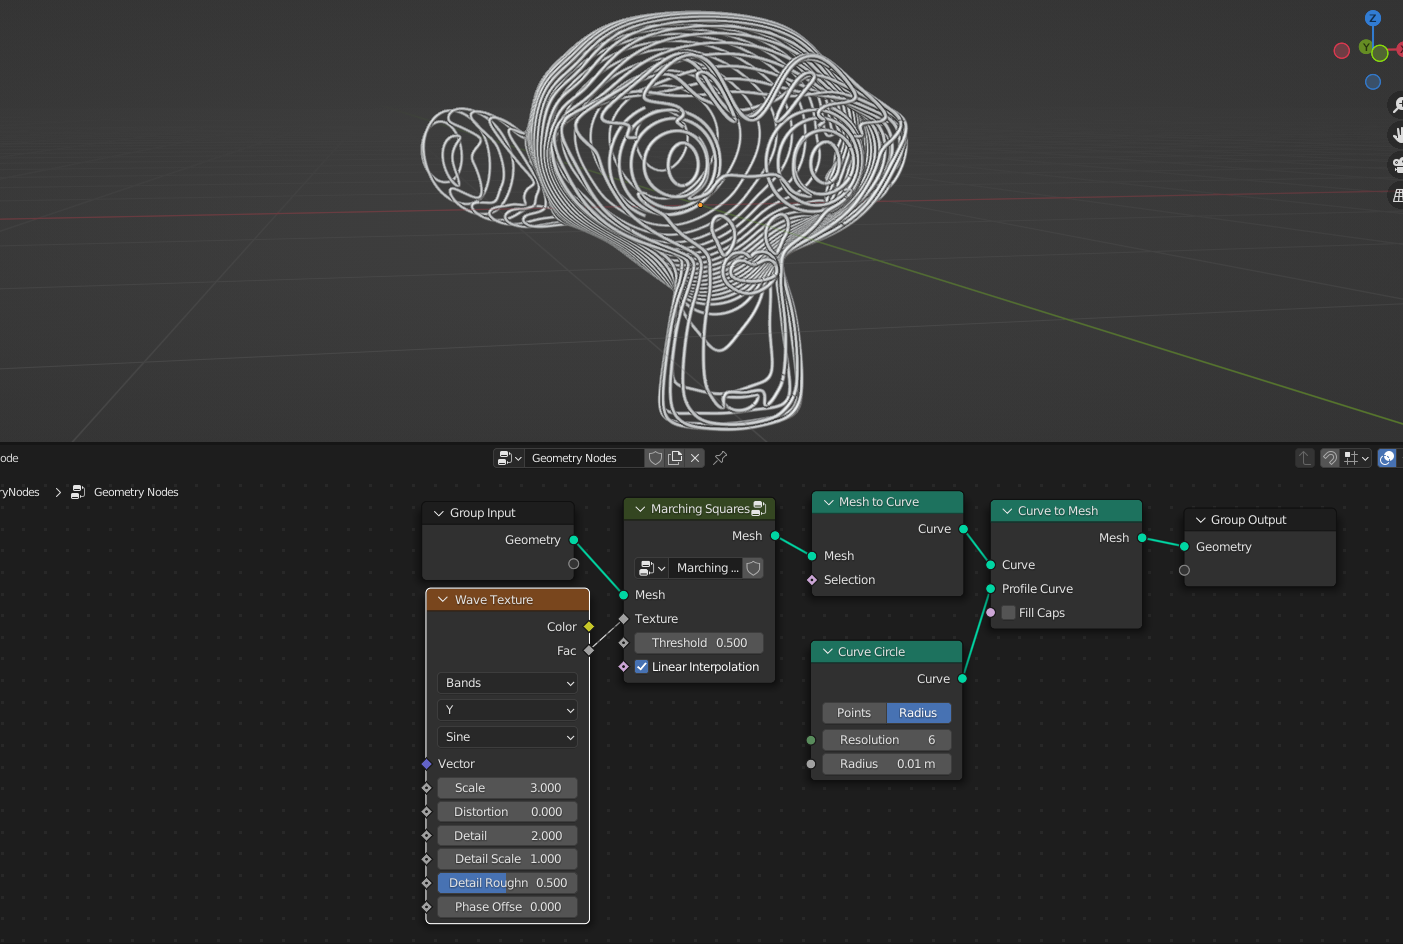 Z
Y
ode
Geometry Nodes
ryNodes
Geometry Nodes
Group Input
Geometry
Wave Texture
Color
Fac
Bands
Y
Sine
Vector
Scale 3.000
Distortion 0.000
Detail 2.000
Detail Scale 1.000
Detail Roughn 0.500
Phase Offse 0.000
Marching Squares
Mesh
Marching ...
Mesh
Texture
Threshold 0.500
Linear Interpolation
Mesh to Curve
Curve
Mesh
Selection
Curve Circle
Curve
Points Radius
Resolution 6
Radius 0.01 m
Curve to Mesh
Mesh
Curve
Profile Curve
Fill Caps
Group Output
Geometry